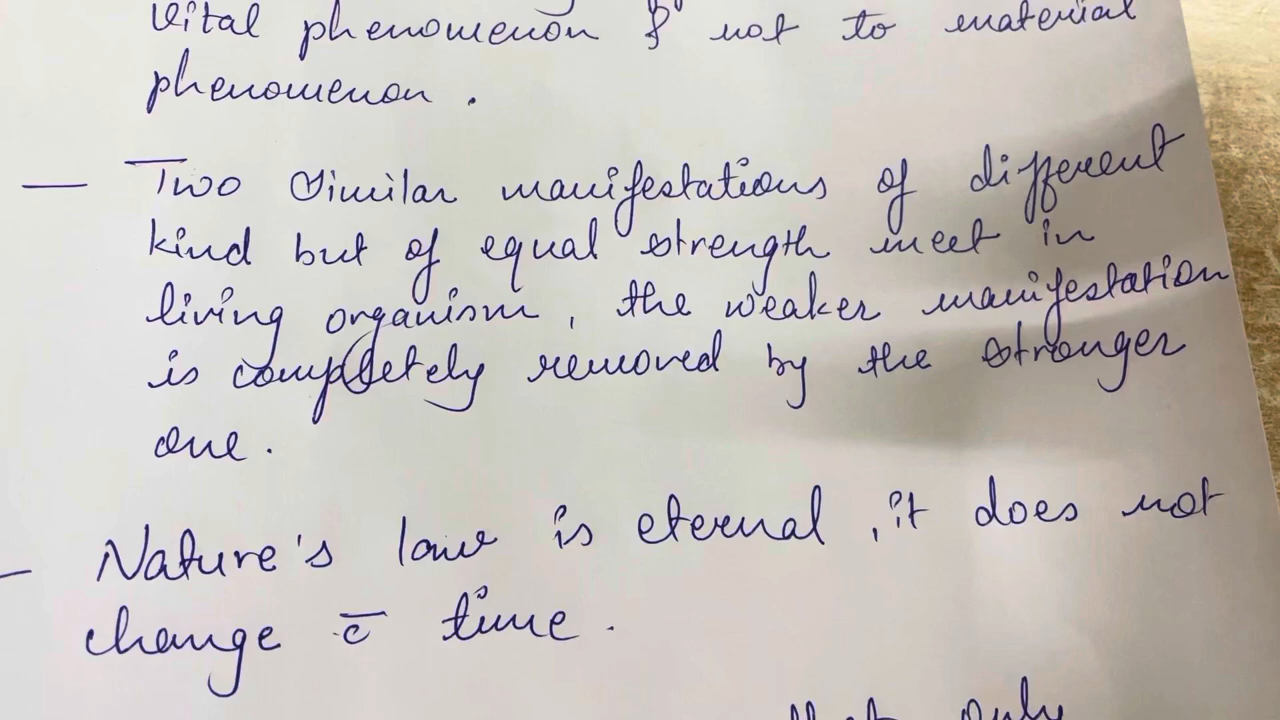 vital phenomenon & not to material
phenomenon.
— Two Similar manifestations of different
kind but of equal strength meet in
living organism, the weaker manifestation
is completely removed by the stronger
one.
— Nature's law is eternal, it does not
change c̄ time.
that only